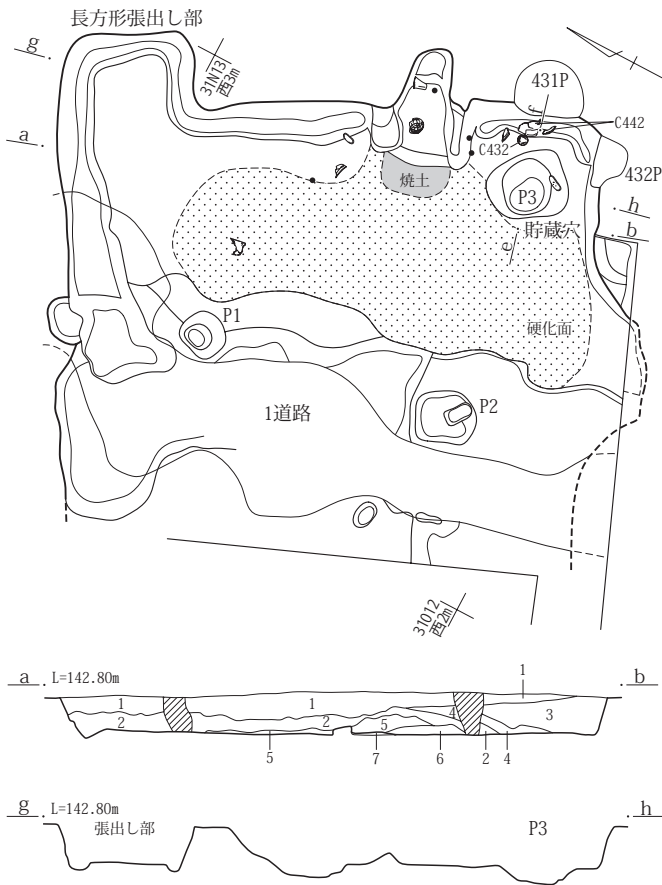 長方形張出し部
g
31N13
西3m
431P
f
C442
a
C432
432P
焼土
P3
h
貯蔵穴
b
e
P1
硬化面
P2
1道路
31O12
西2m
a L=142.80m 1 b
1 1 4 3
2 2 5
5 7 6 2 4
g L=142.80m h
張出し部 P3